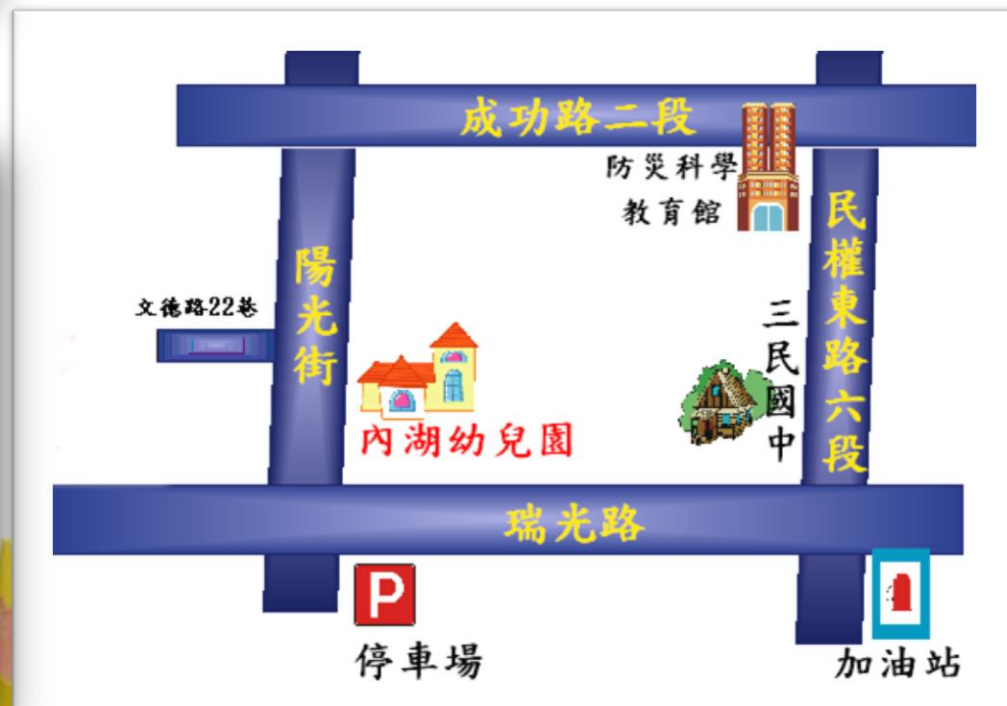 成功路二段
防災科學
教育館
民權東路六段
陽光街
文德路22巷
三民國中
內湖幼兒園
瑞光路
P
停車場
加油站